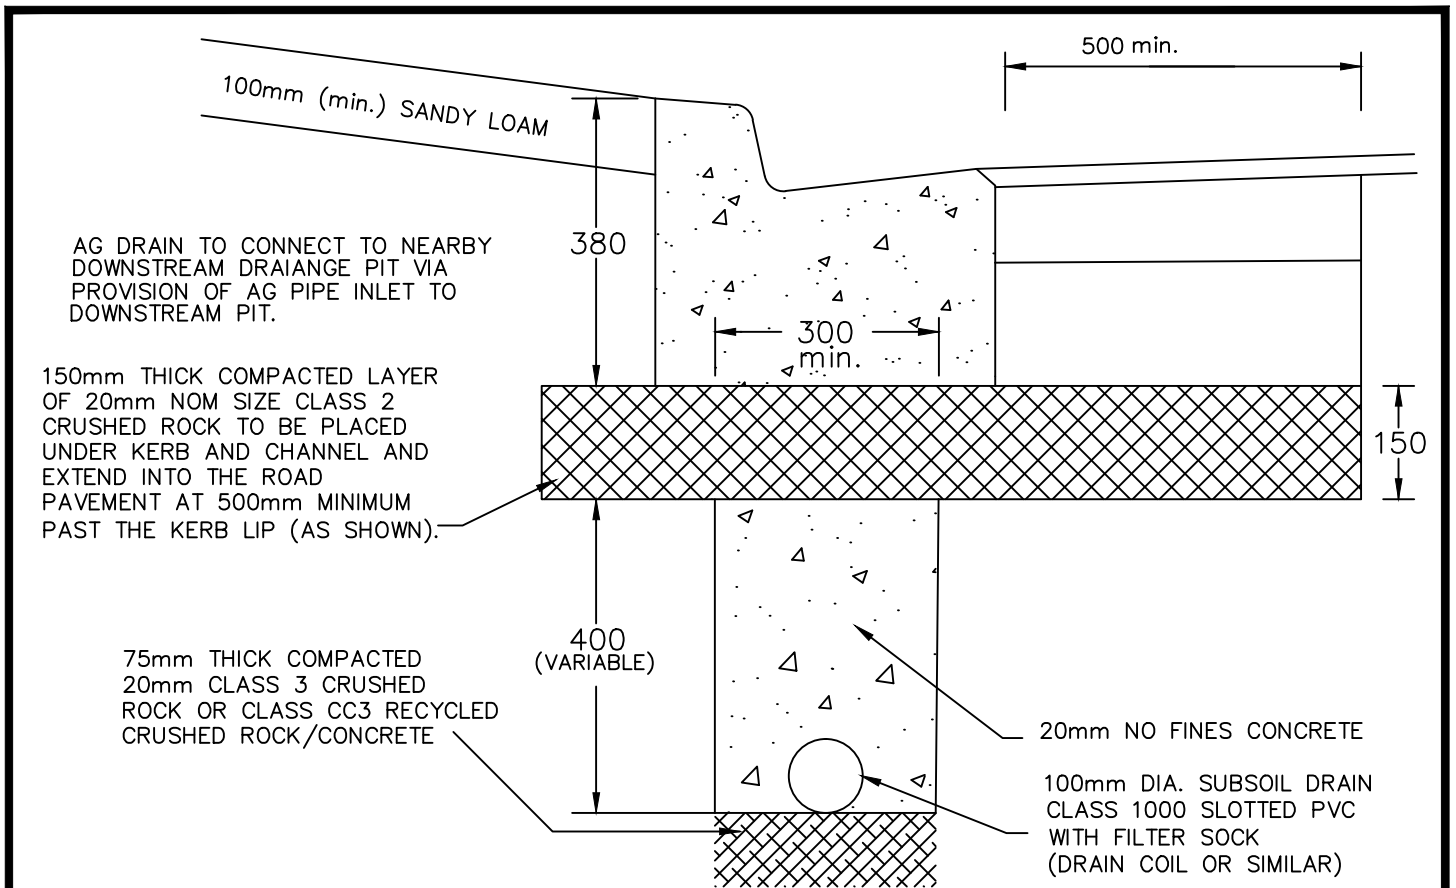 500 min.
100mm (min.) SANDY LOAM
380
AG DRAIN TO CONNECT TO NEARBY
DOWNSTREAM DRAIANGE PIT VIA
PROVISION OF AG PIPE INLET TO
DOWNSTREAM PIT.
300
min.
150mm THICK COMPACTED LAYER
OF 20mm NOM SIZE CLASS 2
CRUSHED ROCK TO BE PLACED
UNDER KERB AND CHANNEL AND
EXTEND INTO THE ROAD
PAVEMENT AT 500mm MINIMUM
PAST THE KERB LIP (AS SHOWN).
150
400
(VARIABLE)
75mm THICK COMPACTED
20mm CLASS 3 CRUSHED
ROCK OR CLASS CC3 RECYCLED
CRUSHED ROCK/CONCRETE
20mm NO FINES CONCRETE
100mm DIA. SUBSOIL DRAIN
CLASS 1000 SLOTTED PVC
WITH FILTER SOCK
(DRAIN COIL OR SIMILAR)